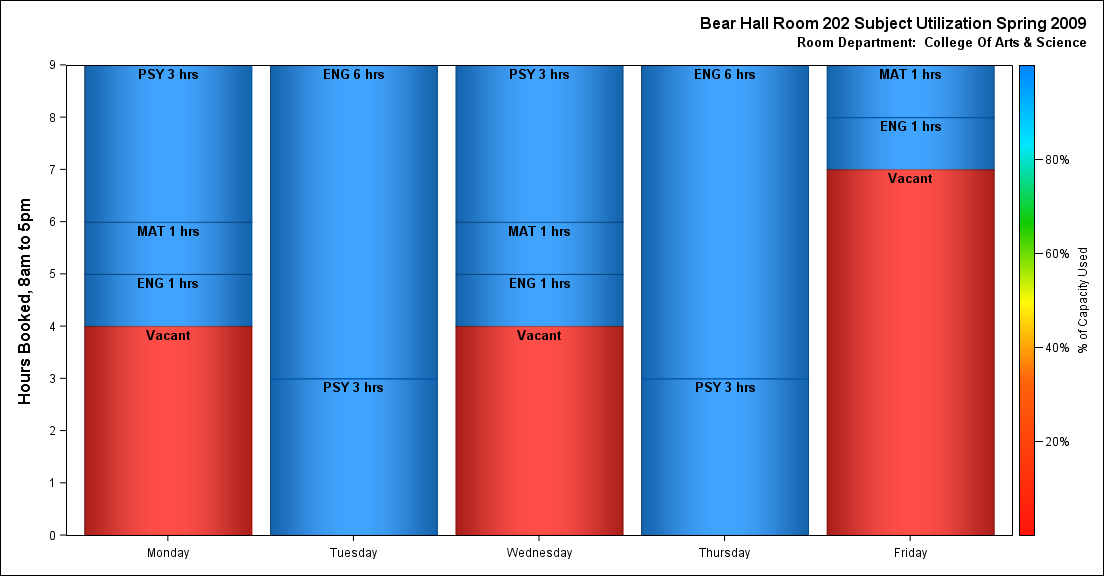 Bear Hall Room 202 Subject Utilization Spring 2009
Room Department:  College Of Arts & Science
Hours Booked, 8am to 5pm
9
8
7
6
5
4
3
2
1
0
PSY 3 hrs
MAT 1 hrs
ENG 1 hrs
Vacant
ENG 6 hrs
PSY 3 hrs
PSY 3 hrs
MAT 1 hrs
ENG 1 hrs
Vacant
ENG 6 hrs
PSY 3 hrs
MAT 1 hrs
ENG 1 hrs
Vacant
Monday
Tuesday
Wednesday
Thursday
Friday
80%
60%
40%
20%
% of Capacity Used